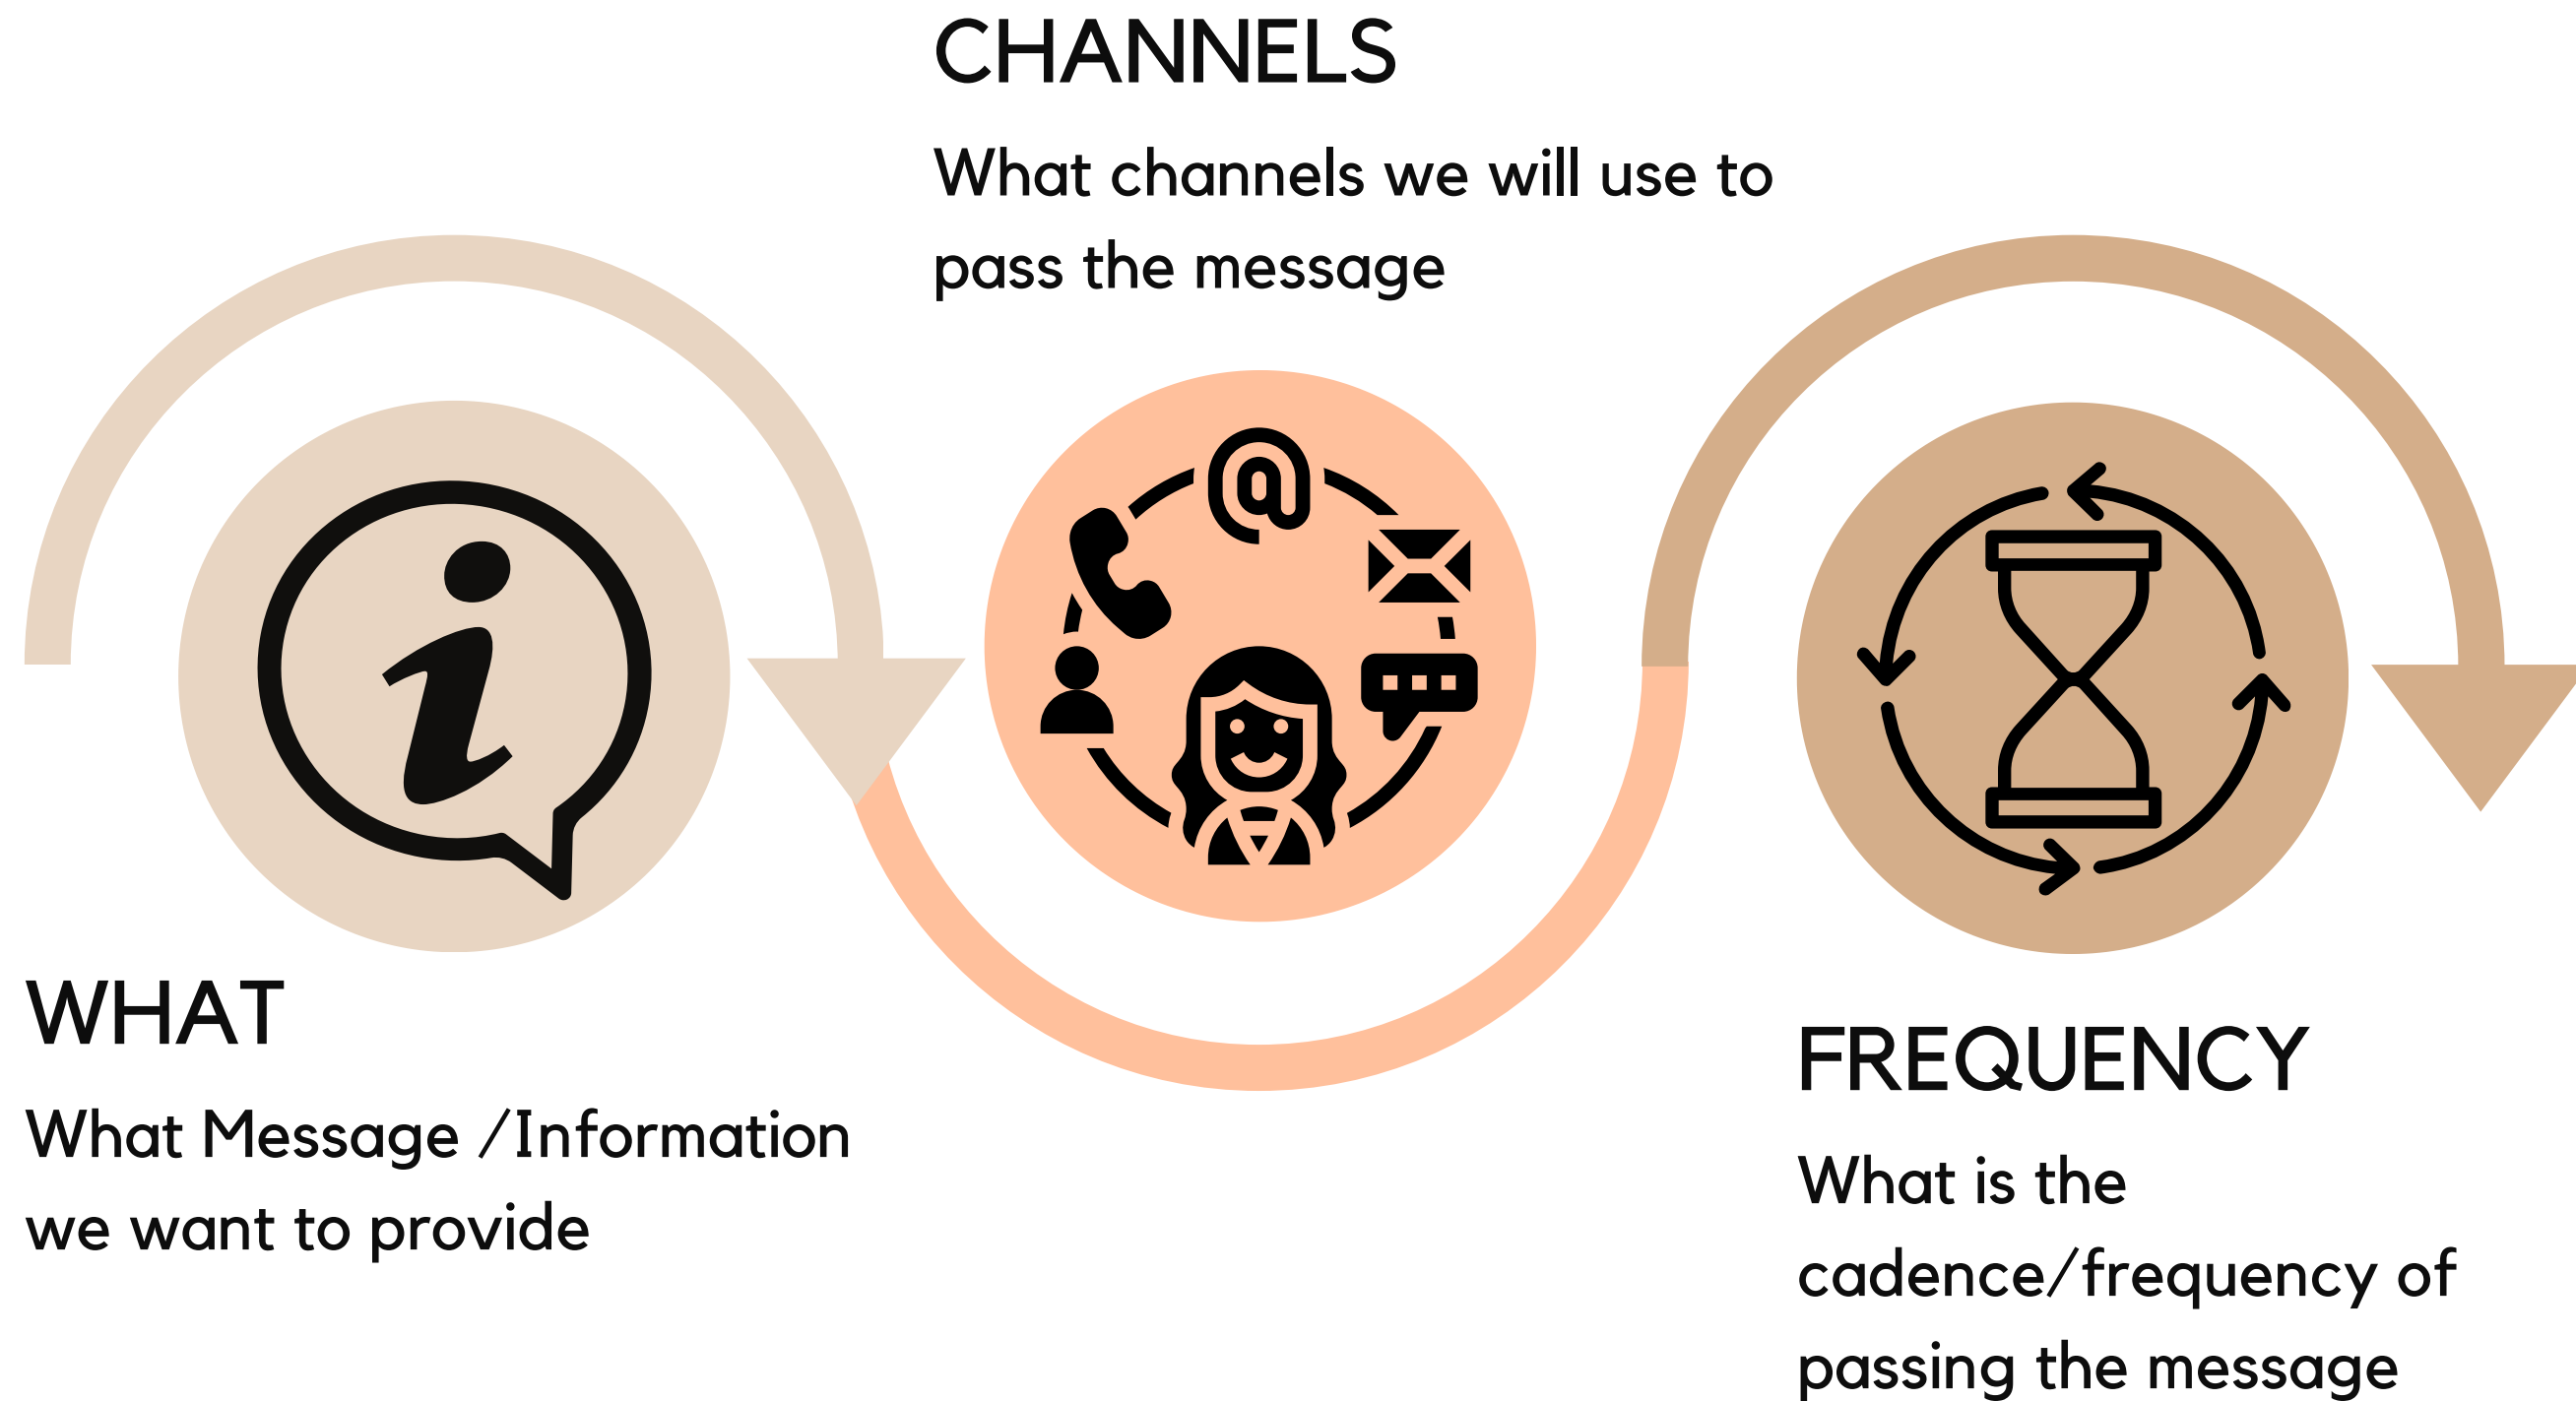 CHANNELS
What channels we will use to
pass the message
WHAT
What Message /Information
we want to provide
FREQUENCY
What is the
cadence/frequency of
passing the message